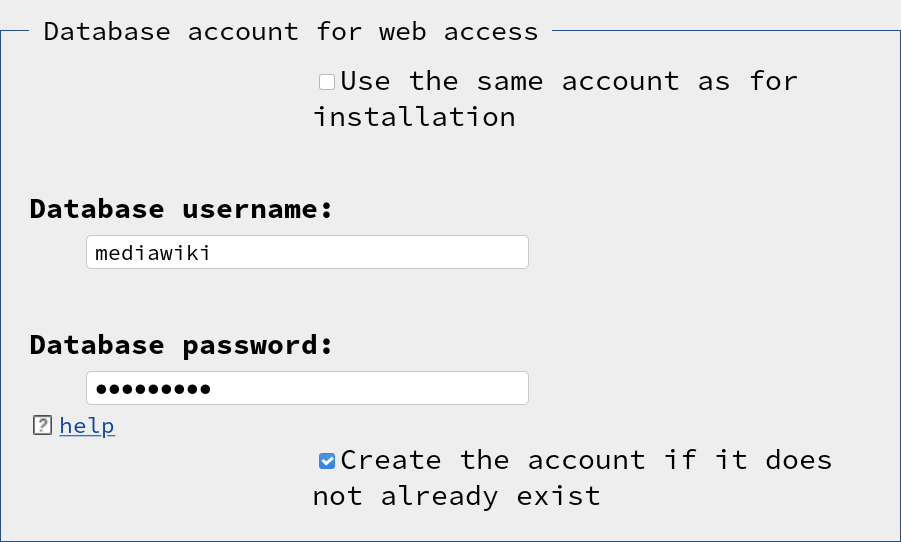 Database account for web access
Use the same account as for
installation
Database username:
mediawiki
Database password:
●●●●●●●●●
? help
Create the account if it does
not already exist